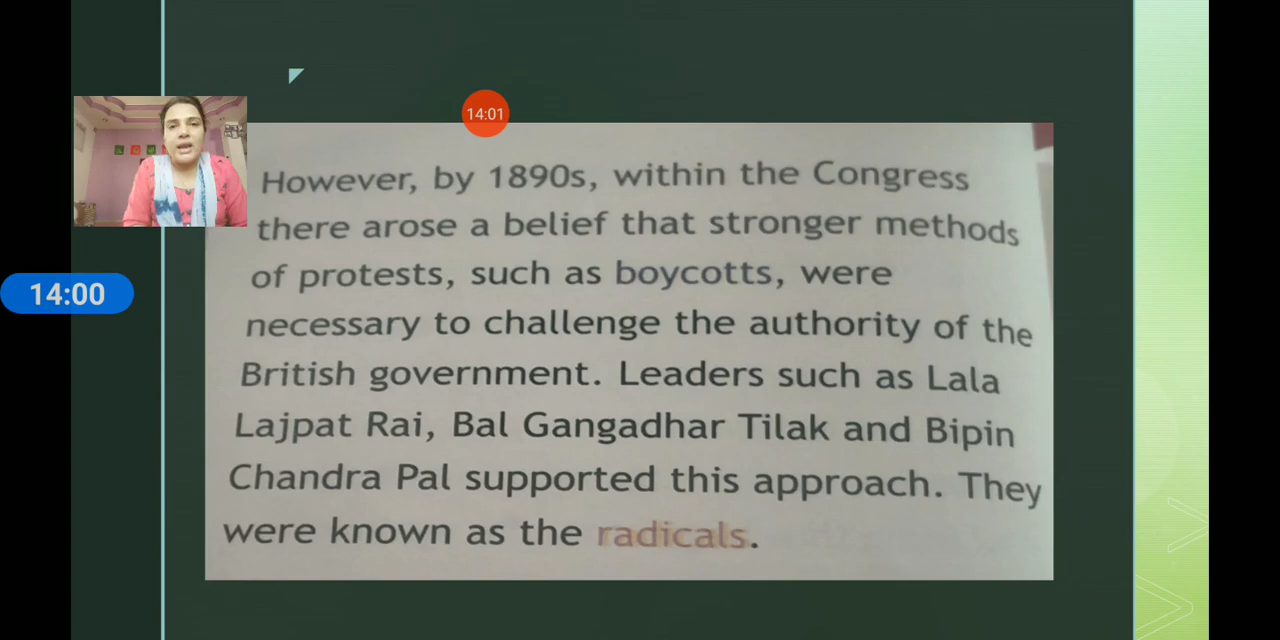 14:01
However, by 1890s, within the Congress
there arose a belief that stronger methods
of protests, such as boycotts, were
14:00
necessary to challenge the authority of the
British government. Leaders such as Lala
Lajpat Rai, Bal Gangadhar Tilak and Bipin
Chandra Pal supported this approach. They
were known as the radicals.